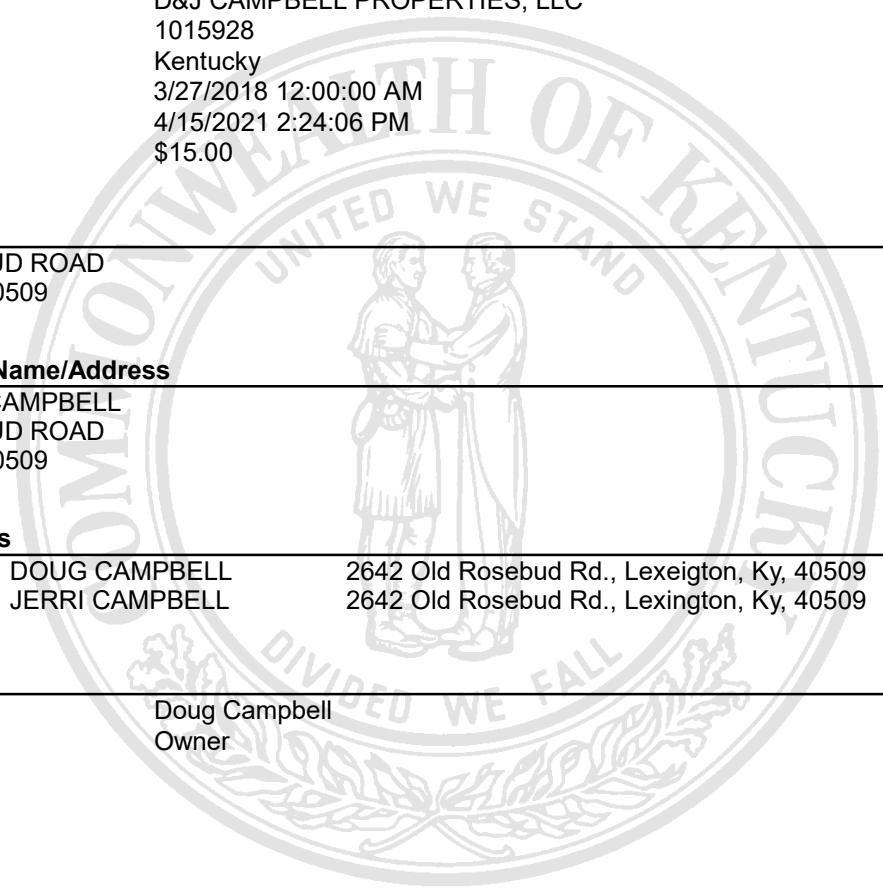 D&J CAMPBELL PROPERTIES, LLC
1015928
Kentucky
3/27/2018 12:00:00 AM
4/15/2021 2:24:06 PM
$15.00
COMMONWEALTH OF KENTUCKY
UNITED WE STAND
UD ROAD
0509
Name/Address
CAMPBELL
UD ROAD
0509
s
DOUG CAMPBELL 2642 Old Rosebud Rd., Lexeigton, Ky, 40509
JERRI CAMPBELL 2642 Old Rosebud Rd., Lexington, Ky, 40509
DIVIDED WE FALL
Doug Campbell
Owner